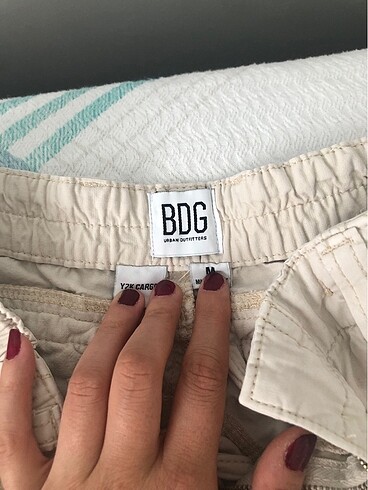 BDG
URBAN OUTFITTERS
Y2K CARGO
M